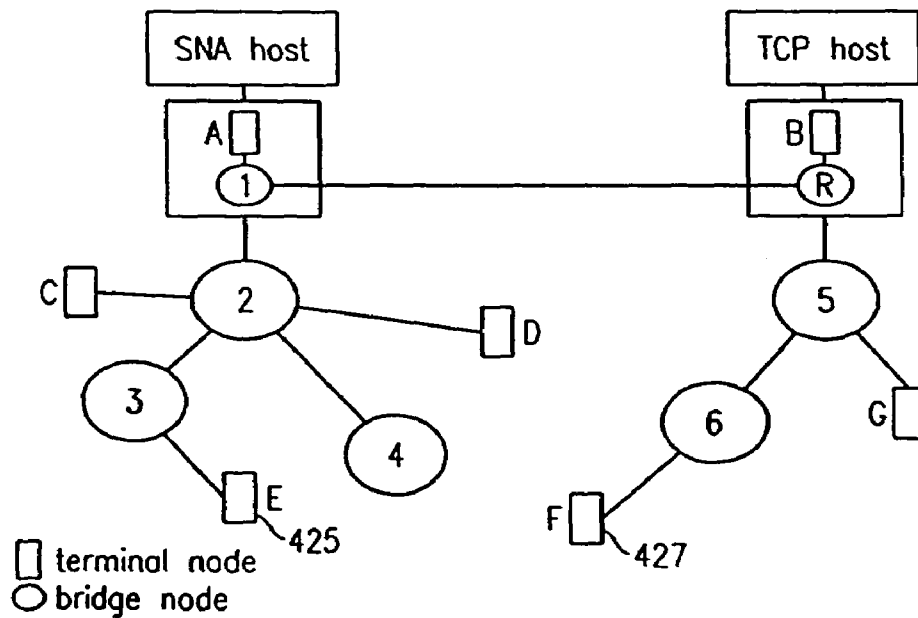 SNA host
TCP host
A
B
1
R
C
2
5
D
3
4
6
G
E
425
F
427
terminal node
bridge node